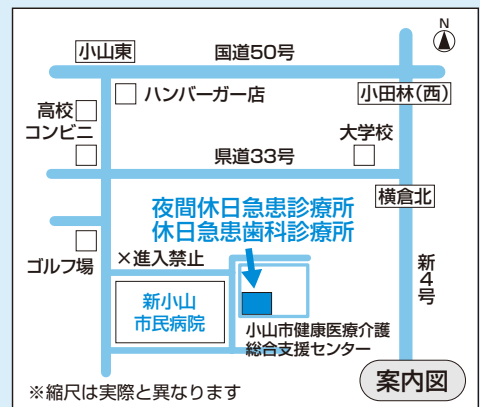 N
小山東
国道50号
ハンバーガー店
小田林(西)
高校
コンビニ
大学校
県道33号
横倉北
夜間休日急患診療所
休日急患歯科診療所
×進入禁止
ゴルフ場
新4号
新小山
市民病院
小山市健康医療介護
総合支援センター
案内図
※縮尺は実際と異なります